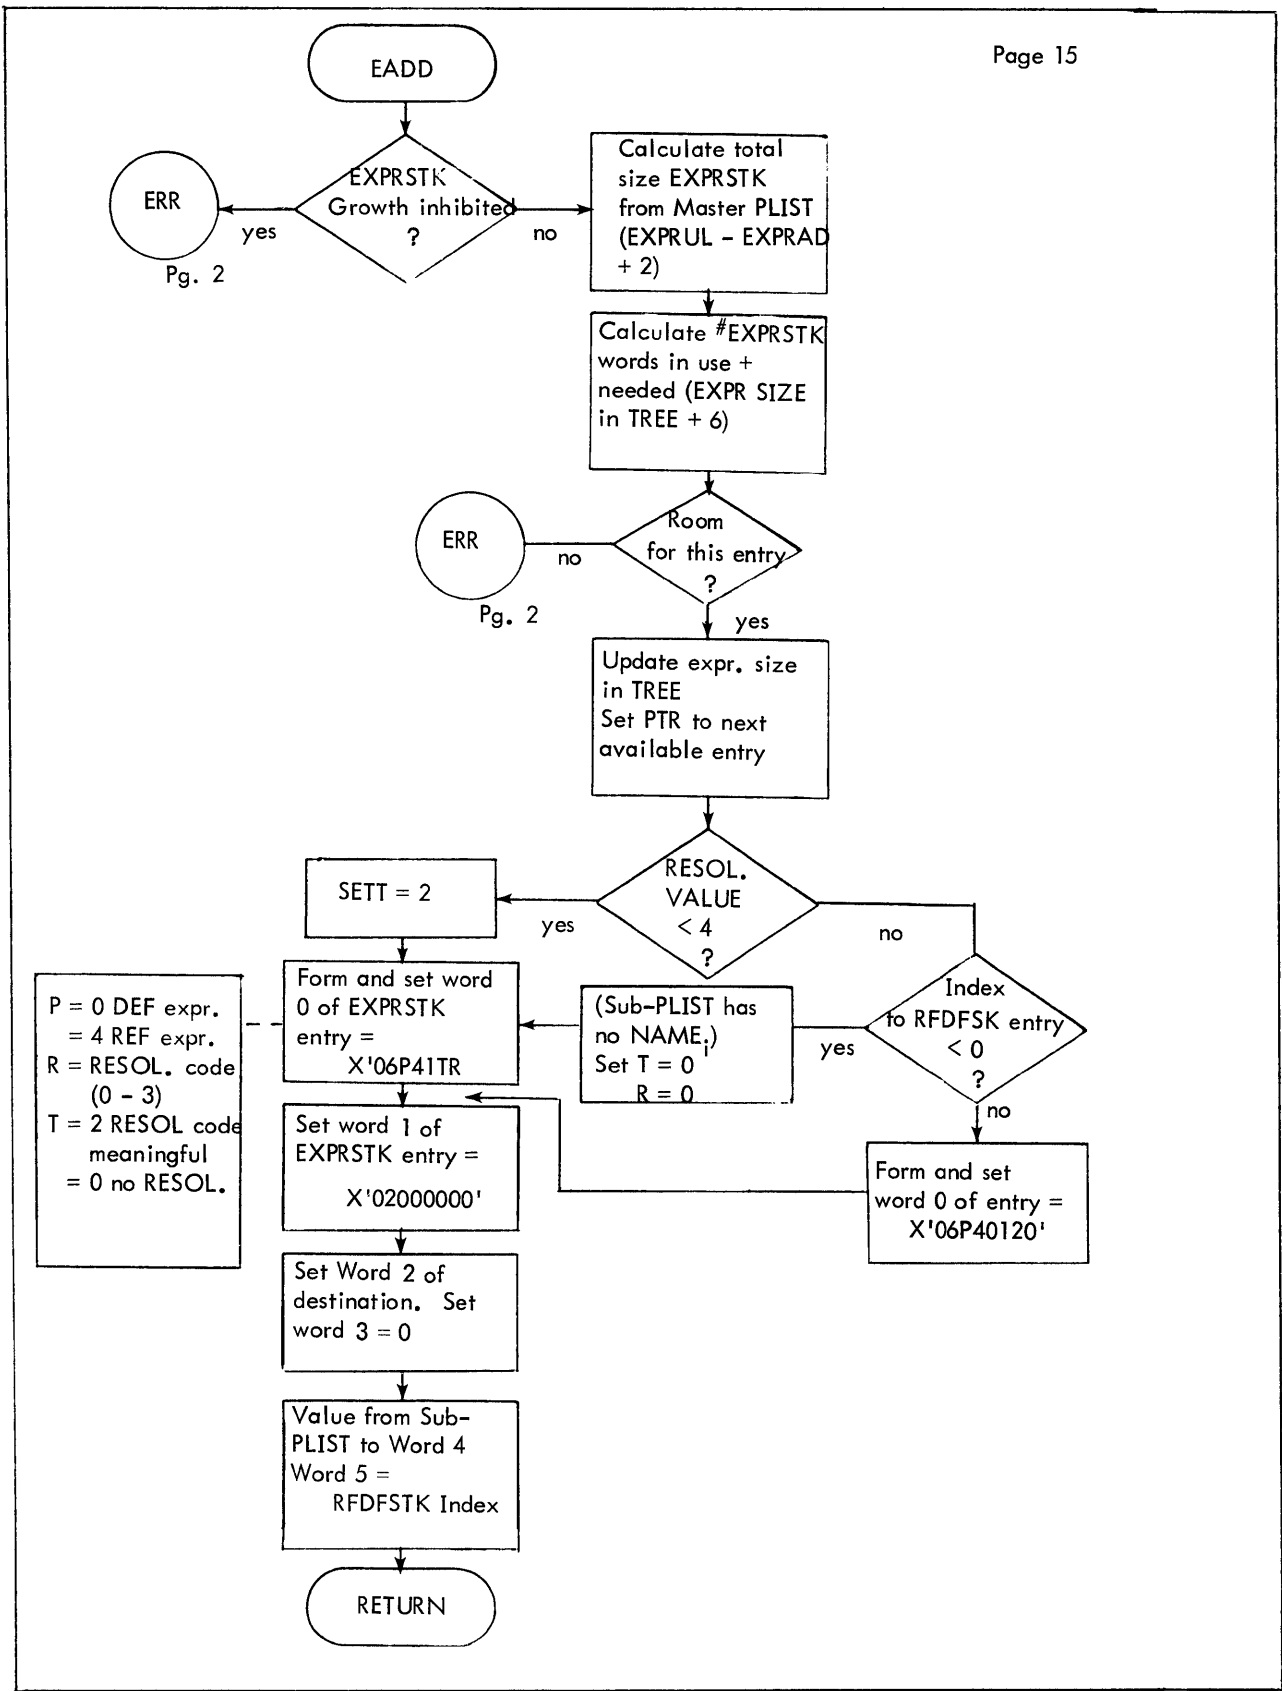 Page 15
EADD
EXPRSTK
Growth inhibited
?
yes
no
ERR
Pg. 2
Calculate total
size EXPRSTK
from Master PLIST
(EXPRUL - EXPRAD
+ 2)
Calculate #EXPRSTK
words in use +
needed (EXPR SIZE
in TREE + 6)
Room
for this entry
?
no
ERR
Pg. 2
yes
Update expr. size
in TREE
Set PTR to next
available entry
RESOL.
VALUE
< 4
?
yes
no
SETT = 2
Index
to RFDFSK entry
< 0
?
yes
no
(Sub-PLIST has
no NAME.)
Set T = 0
R = 0
Form and set word
0 of EXPRSTK
entry =
X'06P41TR
P = 0 DEF expr.
= 4 REF expr.
R = RESOL. code
(0 - 3)
T = 2 RESOL code
meaningful
= 0 no RESOL.
Form and set
word 0 of entry =
X'06P40120'
Set word 1 of
EXPRSTK entry =
X'02000000'
Set Word 2 of
destination. Set
word 3 = 0
Value from Sub-
PLIST to Word 4
Word 5 =
RFDFSTK Index
RETURN